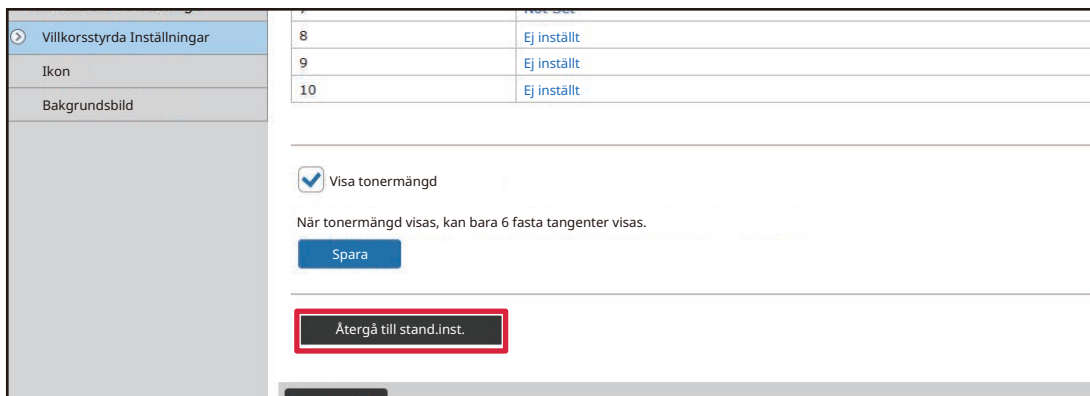 Villkorsstyrda Inställningar
Ikon
Bakgrundsbild
8 Ej inställt
9 Ej inställt
10 Ej inställt
Visa tonermängd
När tonermängd visas, kan bara 6 fasta tangenter visas.
Spara
Återgå till stand.inst.